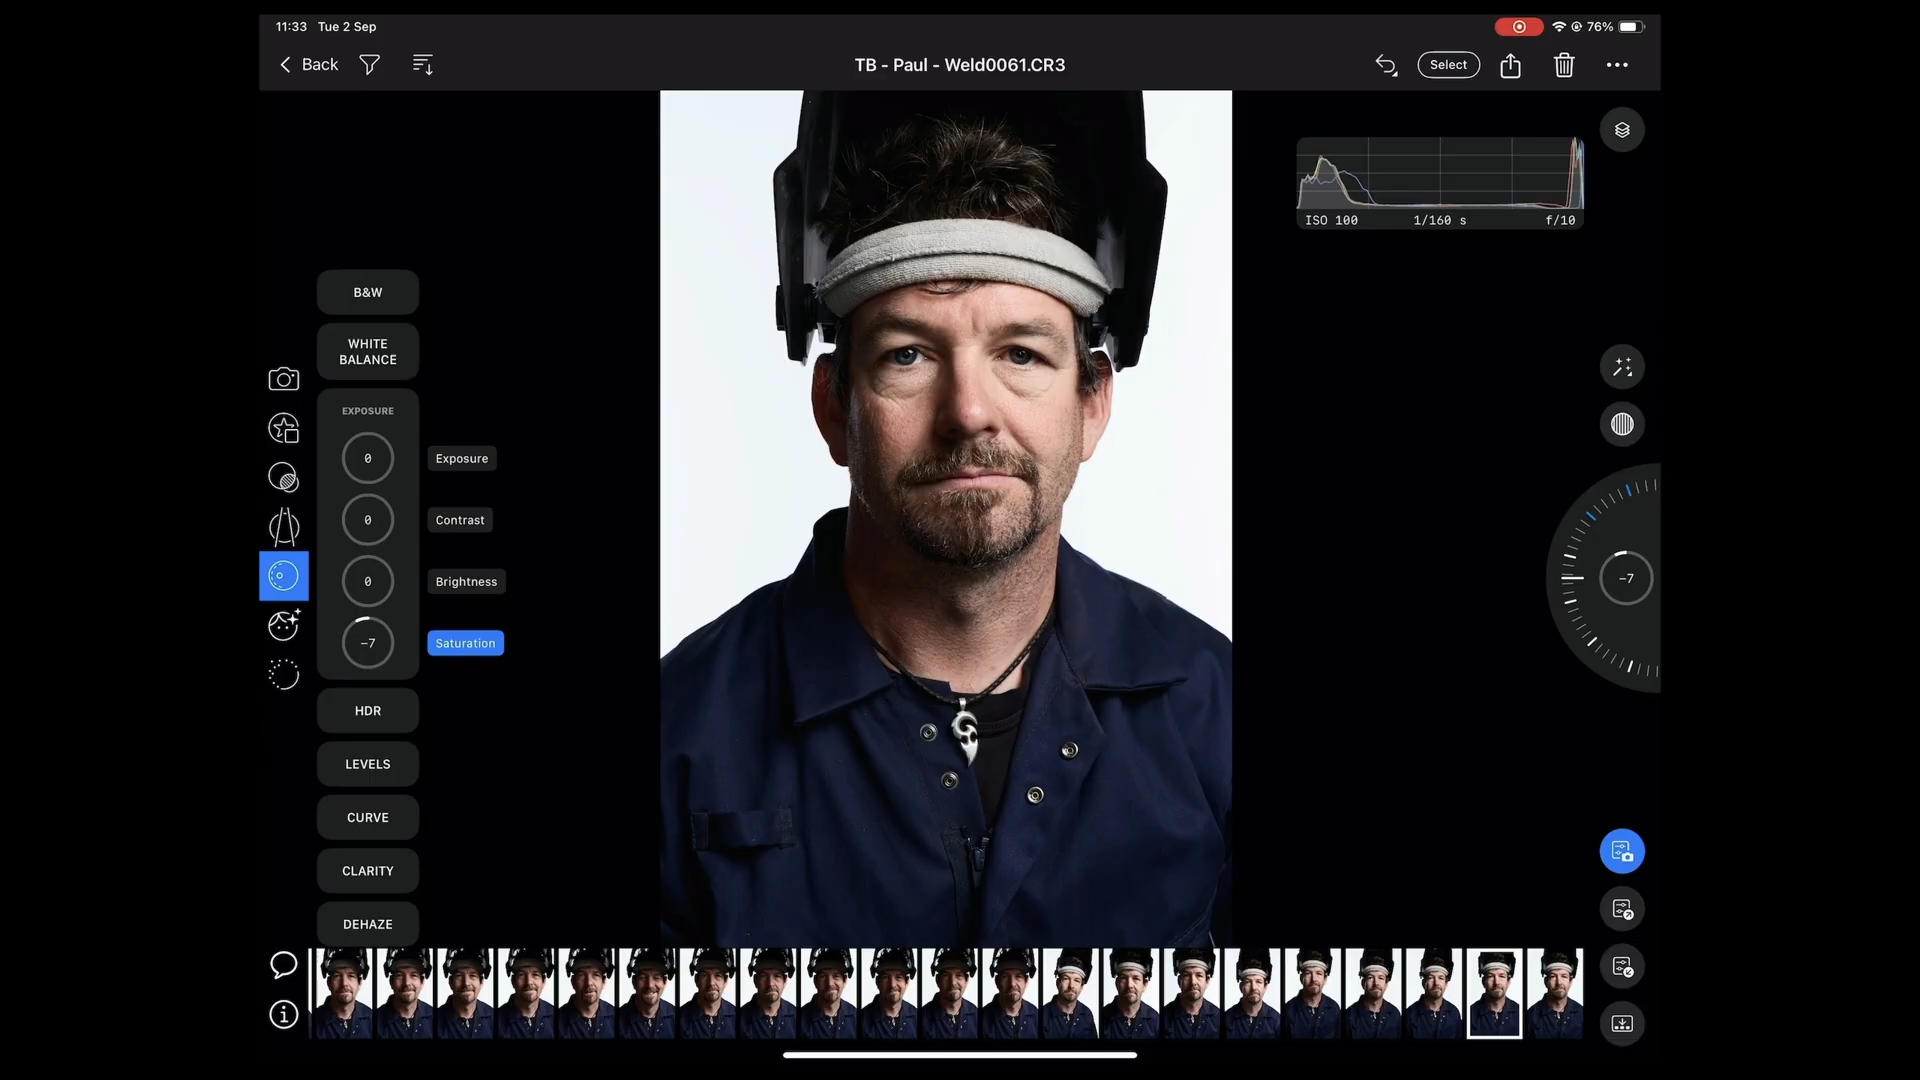 11:33 Tue 2 Sep
76%
Back
TB - Paul - Weld0061.CR3
Select
ISO 100 1/160 s f/10
B&W
WHITE
BALANCE
EXPOSURE
0 Exposure
0 Contrast
0 Brightness
-7 Saturation
-7
HDR
LEVELS
CURVE
CLARITY
DEHAZE